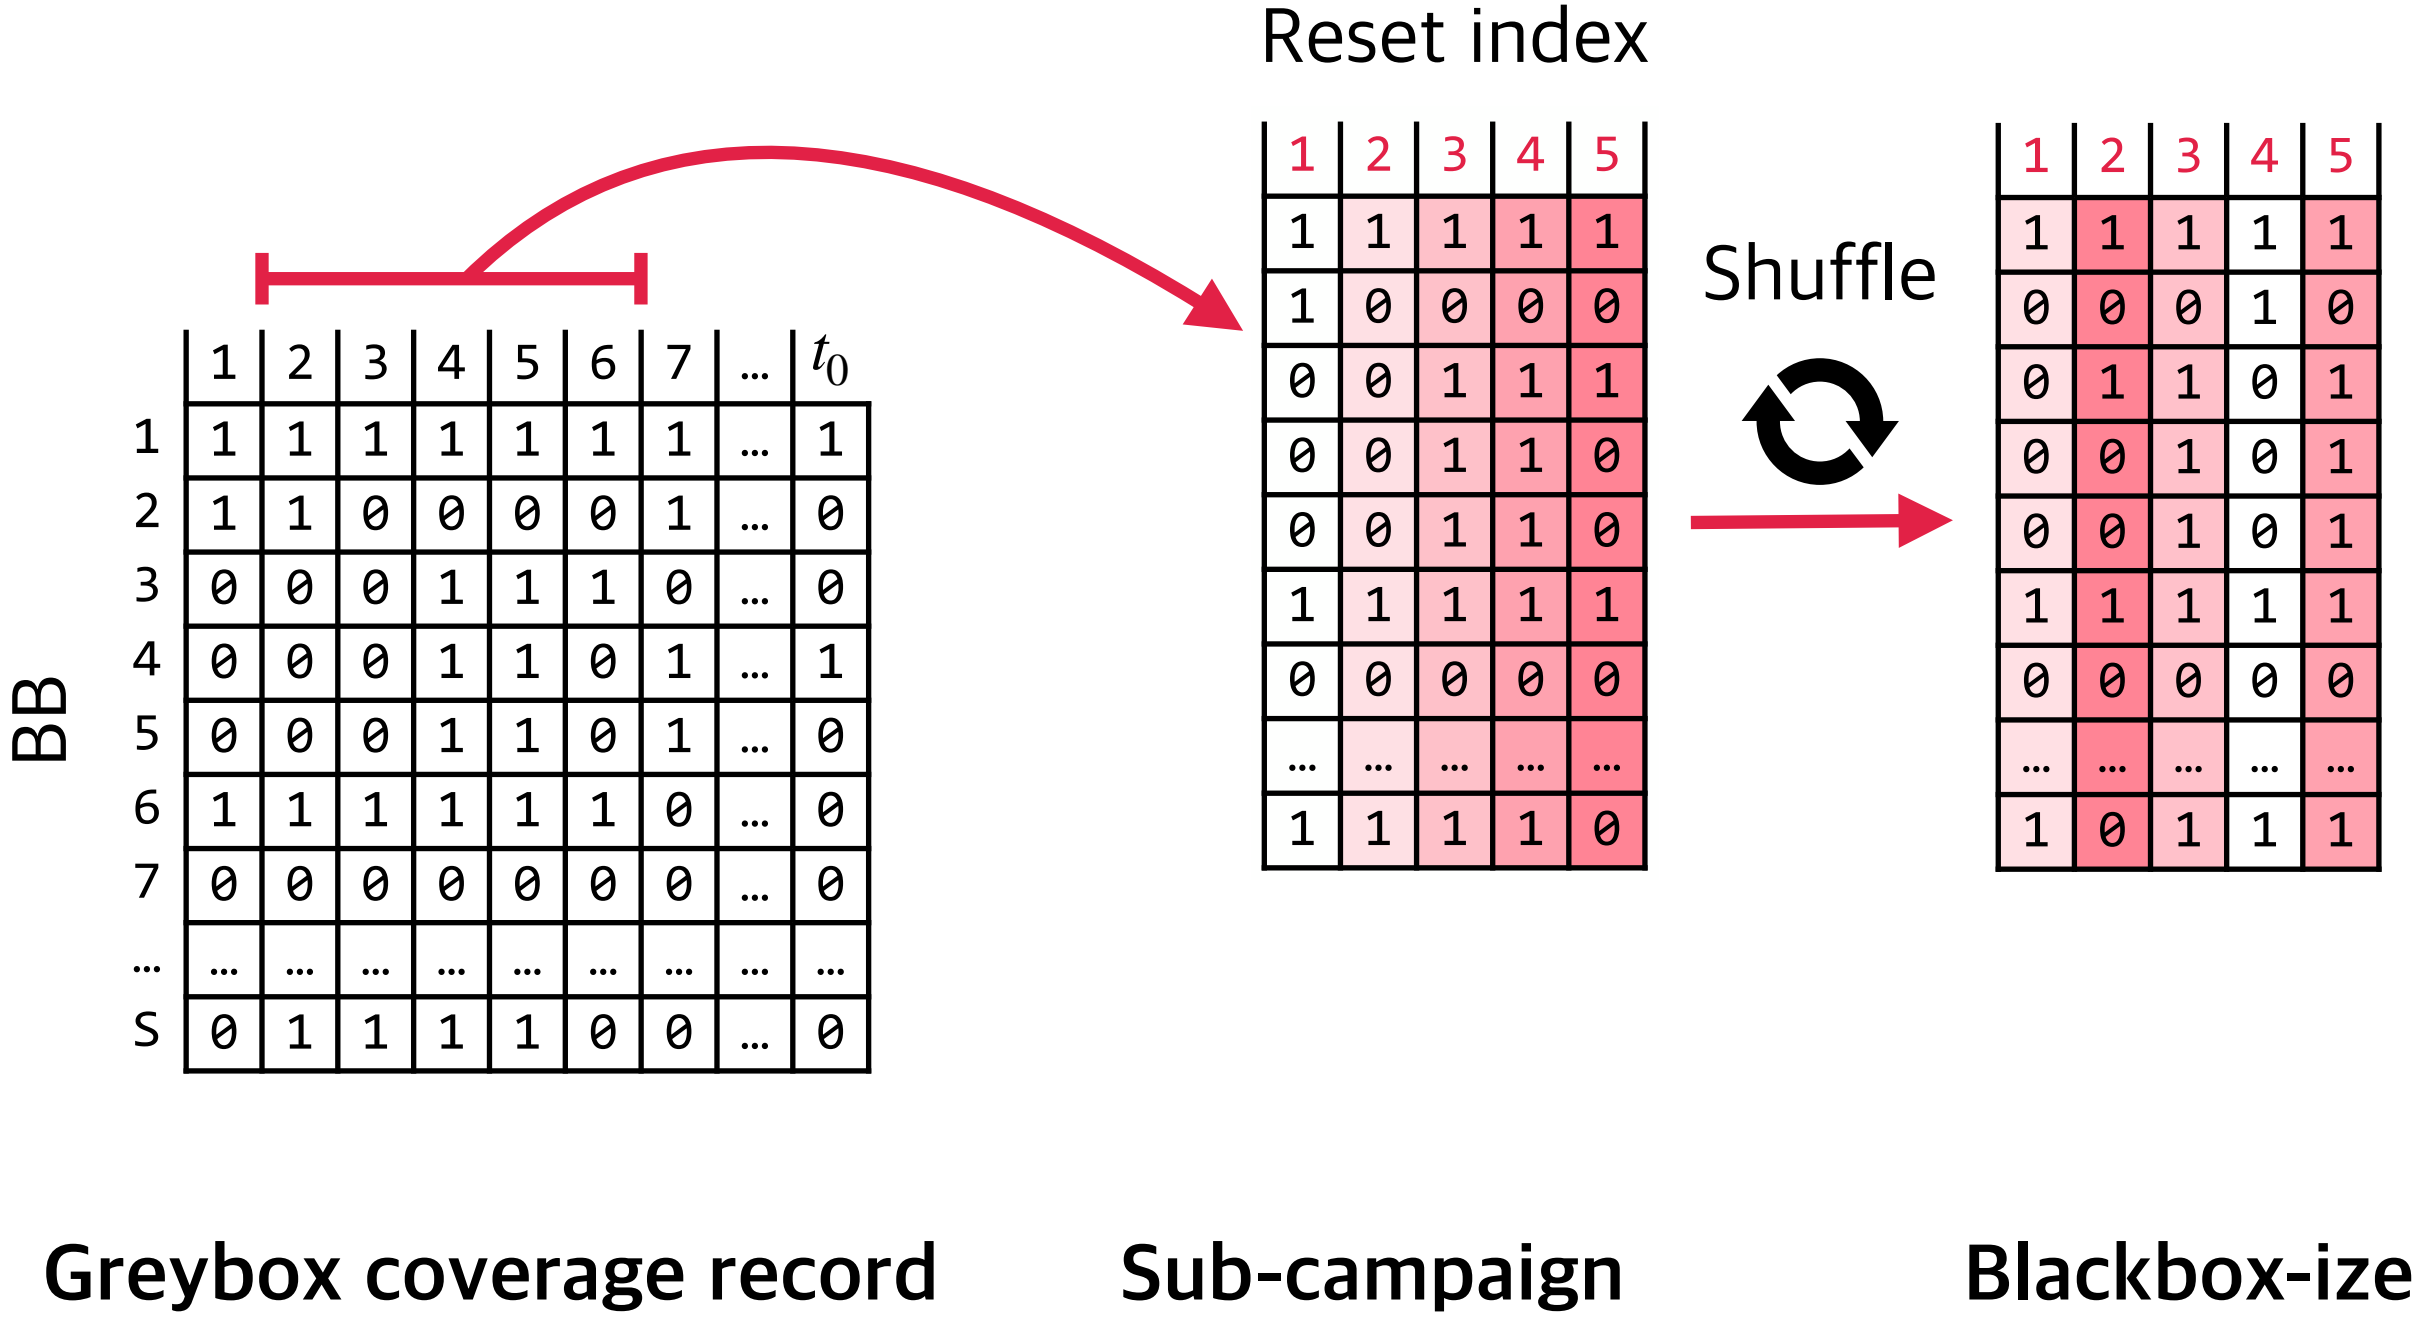 Reset index
1 2 3 4 5
1 1 1 1 1
1 0 0 0 0
0 0 1 1 1
0 0 1 1 0
0 0 1 1 0
1 1 1 1 1
0 0 0 0 0
... ... ... ... ...
1 1 1 1 0
Shuffle
1 2 3 4 5
1 1 1 1 1
0 0 0 1 0
0 1 1 0 1
0 0 1 0 1
0 0 1 0 1
1 1 1 1 1
0 0 0 0 0
... ... ... ... ...
1 0 1 1 1
BB
1 2 3 4 5 6 7 ... t₀
1 1 1 1 1 1 1 1 ... 1
2 1 1 0 0 0 0 1 ... 0
3 0 0 0 1 1 1 0 ... 0
4 0 0 0 1 1 0 1 ... 1
5 0 0 0 1 1 0 1 ... 0
6 1 1 1 1 1 1 0 ... 0
7 0 0 0 0 0 0 0 ... 0
... ... ... ... ... ... ... ... ... ...
S 0 1 1 1 1 0 0 ... 0
Greybox coverage record
Sub-campaign
Blackbox-ize